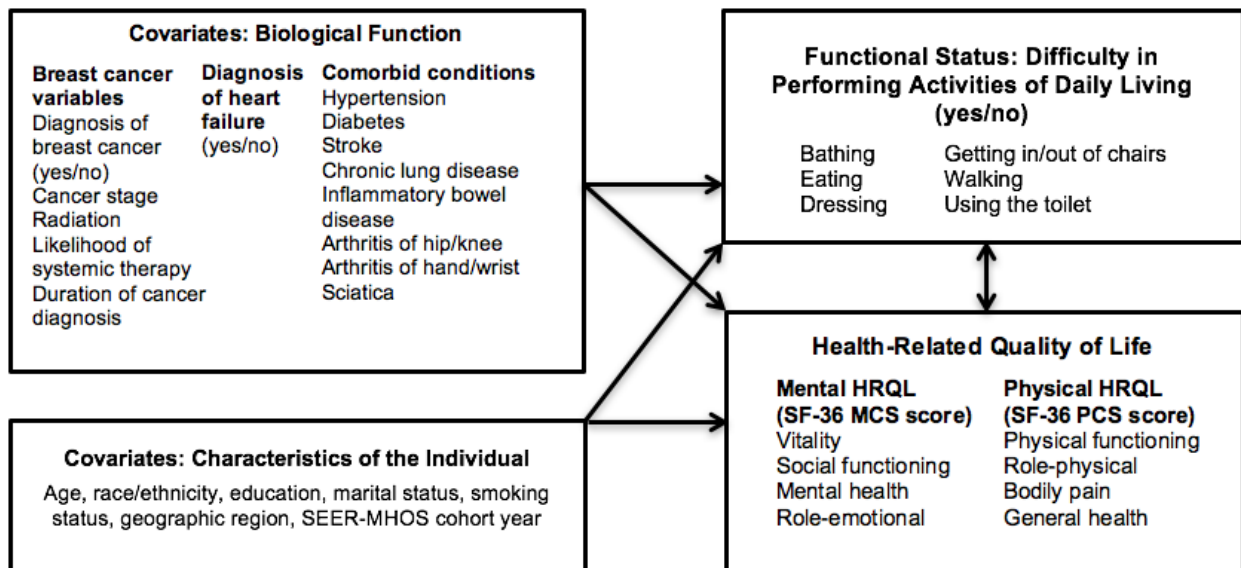 Covariates: Biological Function
Breast cancer
variables
Diagnosis of
breast cancer
(yes/no)
Cancer stage
Radiation
Likelihood of
systemic therapy
Duration of cancer
diagnosis
Diagnosis
of heart
failure
(yes/no)
Comorbid conditions
Hypertension
Diabetes
Stroke
Chronic lung disease
Inflammatory bowel
disease
Arthritis of hip/knee
Arthritis of hand/wrist
Sciatica
Functional Status: Difficulty in
Performing Activities of Daily Living
(yes/no)
Bathing
Eating
Dressing
Getting in/out of chairs
Walking
Using the toilet
Covariates: Characteristics of the Individual
Age, race/ethnicity, education, marital status, smoking
status, geographic region, SEER-MHOS cohort year
Health-Related Quality of Life
Mental HRQL
(SF-36 MCS score)
Vitality
Social functioning
Mental health
Role-emotional
Physical HRQL
(SF-36 PCS score)
Physical functioning
Role-physical
Bodily pain
General health